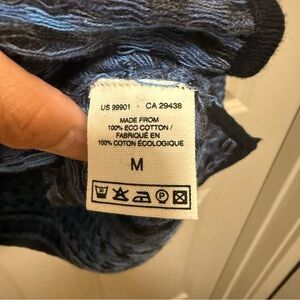 US 99901 · CA 29438
MADE FROM
100% ECO COTTON /
FABRIQUÉ EN
100% COTON ÉCOLOGIQUE
M
P